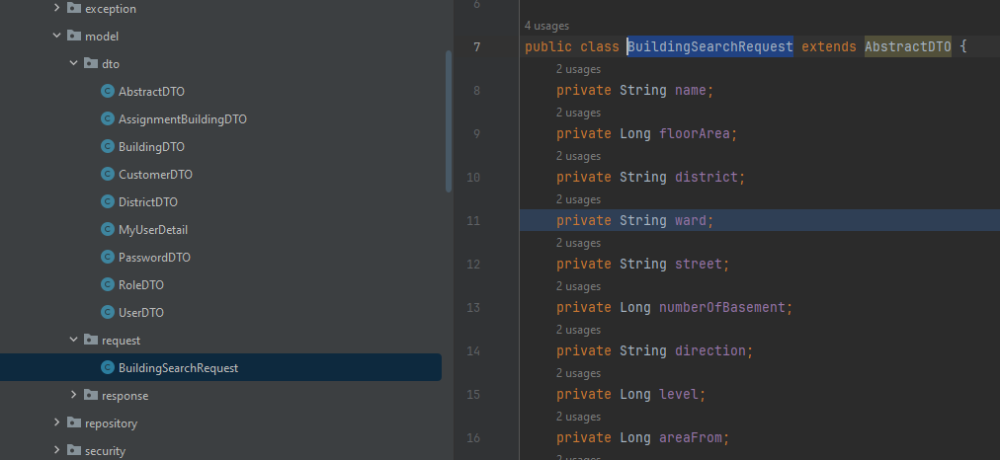 exception
model
dto
AbstractDTO
AssignmentBuildingDTO
BuildingDTO
CustomerDTO
DistrictDTO
MyUserDetail
PasswordDTO
RoleDTO
UserDTO
request
BuildingSearchRequest
response
repository
security
6
4 usages
7 public class BuildingSearchRequest extends AbstractDTO {
2 usages
8 private String name;
2 usages
9 private Long floorArea;
2 usages
10 private String district;
2 usages
11 private String ward;
2 usages
12 private String street;
2 usages
13 private Long numberOfBasement;
2 usages
14 private String direction;
2 usages
15 private Long level;
2 usages
16 private Long areaFrom;
2 usages